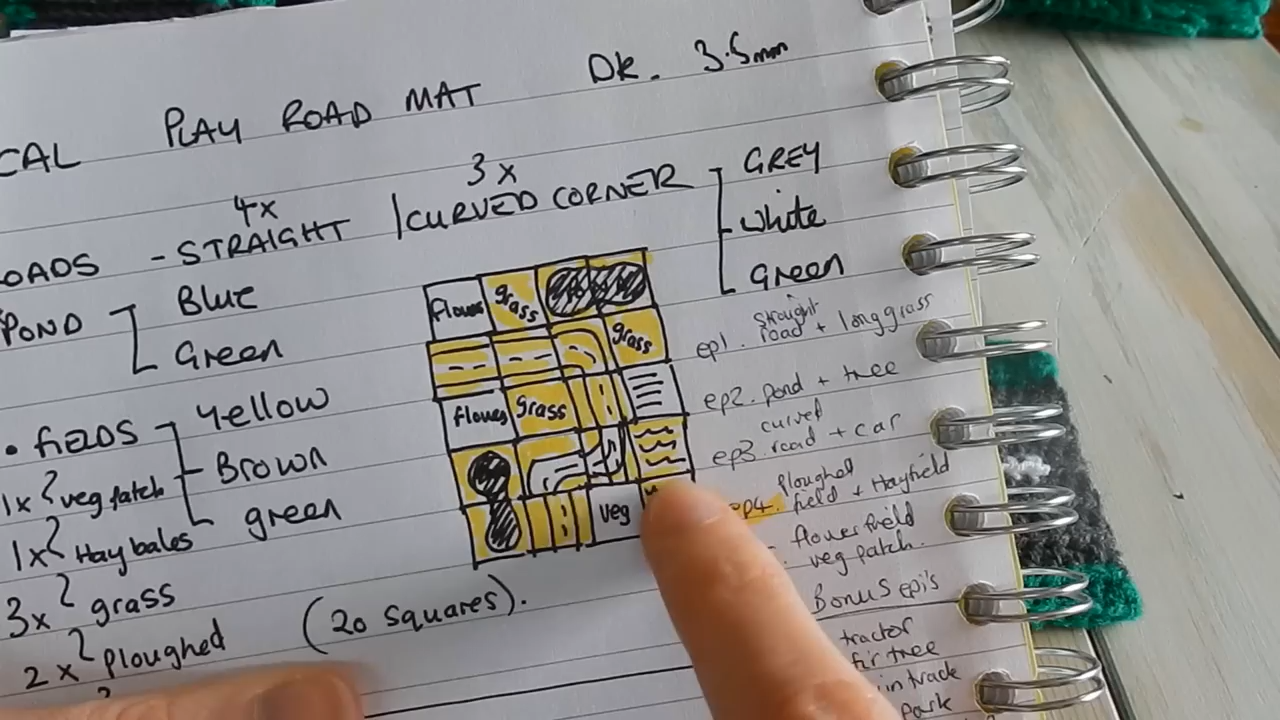 CAL PLAY ROAD MAT DK. 3.5mm
4x 3x
OADS - STRAIGHT / CURVED CORNER GREY
White
Green
POND Blue
Green
• fiELDS Yellow
Brown
green
1x veg patch
1x Hay bales
3x grass
2x Ploughed
flower grass
grass
flower grass
veg
(20 squares).
ep1. straight road + long grass
ep2. pond + tree
ep3. curved road + car
ep4. ploughed field + Hayfield
flower field
veg patch.
Bonus epi's
tractor
fir tree
park